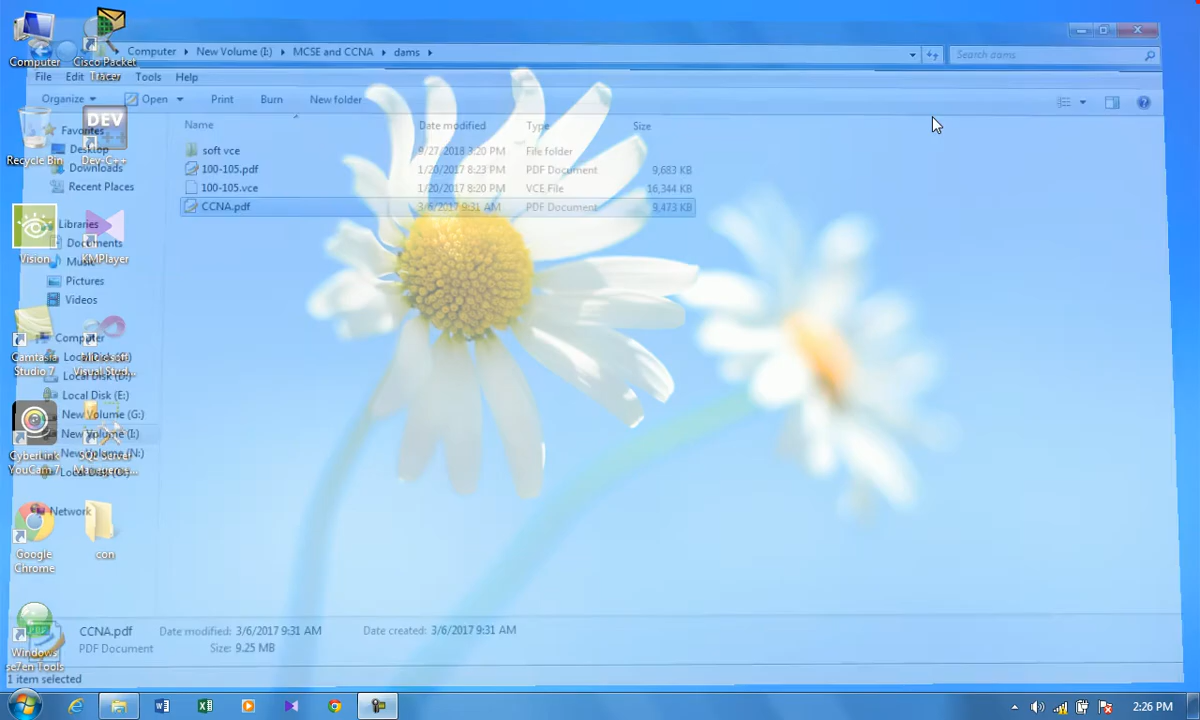 Computer ▸ New Volume (I:) ▸ MCSE and CCNA ▸ dams ▸
Search dams
File Edit Tools Help
Organize Open Print Burn New folder
Name Date modified Type Size
soft vce 9/27/2018 3:20 PM File folder
100-105.pdf 1/20/2017 8:23 PM PDF Document 9,683 KB
100-105.vce 1/20/2017 8:20 PM VCE File 16,344 KB
CCNA.pdf 3/6/2017 9:31 AM PDF Document 9,473 KB
Favorites
Desktop
Downloads
Recent Places
Libraries
Documents
Music
Pictures
Videos
Computer
Local Disk (D:)
Local Disk (E:)
New Volume (G:)
New Volume (I:)
New Volume (N:)
Network
Computer
Cisco Packet
Tracer
Recycle Bin
DEV
Dev-C++
Vision
KMPlayer
Camtasia
Studio 7
Visual Stud...
CyberLink
YouCam 7
Google
Chrome
con
Windows
se7en Tools
CCNA.pdf Date modified: 3/6/2017 9:31 AM Date created: 3/6/2017 9:31 AM
PDF Document Size: 9.25 MB
1 item selected
2:26 PM